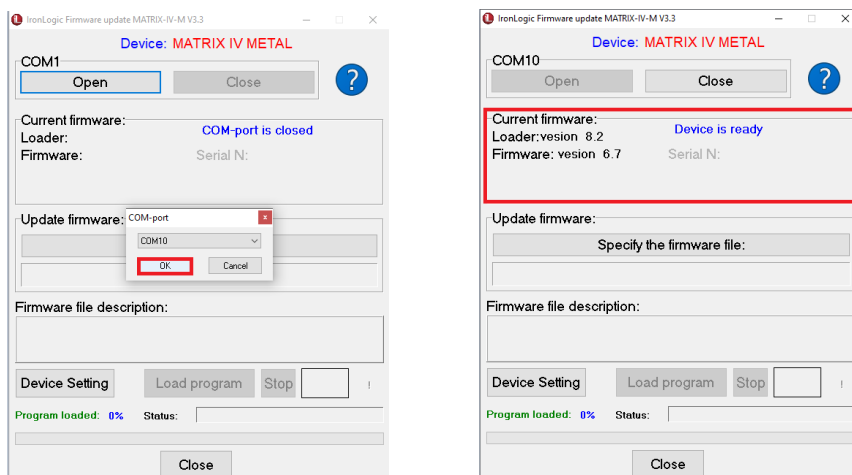 IronLogic Firmware update MATRIX-IV-M V3.3
Device: MATRIX IV METAL
COM1
Open
Close
?
Current firmware:
Loader:
COM-port is closed
Firmware:
Serial N:
Update firmware:
COM-port
COM10
OK
Cancel
Firmware file description:
Device Setting
Load program
Stop
!
Program loaded: 0%
Status:
Close
IronLogic Firmware update MATRIX-IV-M V3.3
Device: MATRIX IV METAL
COM10
Open
Close
?
Current firmware:
Loader:vesion 8.2
Device is ready
Firmware: vesion 6.7
Serial N:
Update firmware:
Specify the firmware file:
Firmware file description:
Device Setting
Load program
Stop
!
Program loaded: 0%
Status:
Close